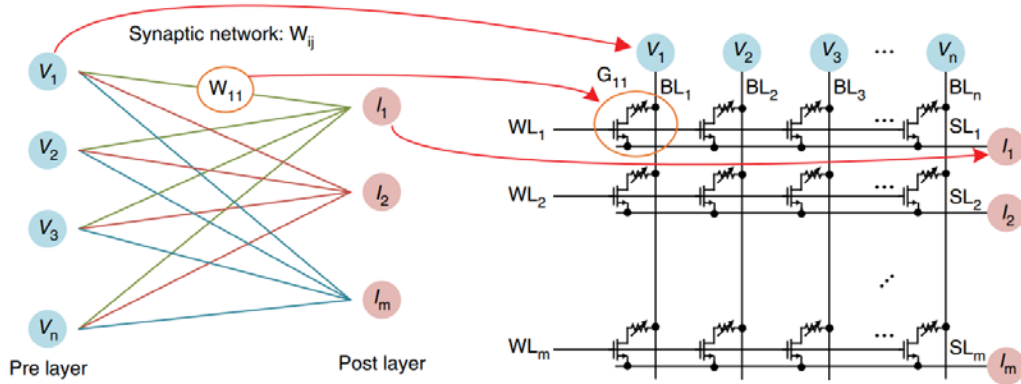 Synaptic network: Wij
V1
V2
V3
Vn
W11
I1
I2
Im
Pre layer
Post layer
V1 V2 V3 ... Vn
G11 BL1 BL2 BL3 BLn
WL1 ... SL1 I1
WL2 ... SL2 I2
...
WLm ... SLm Im